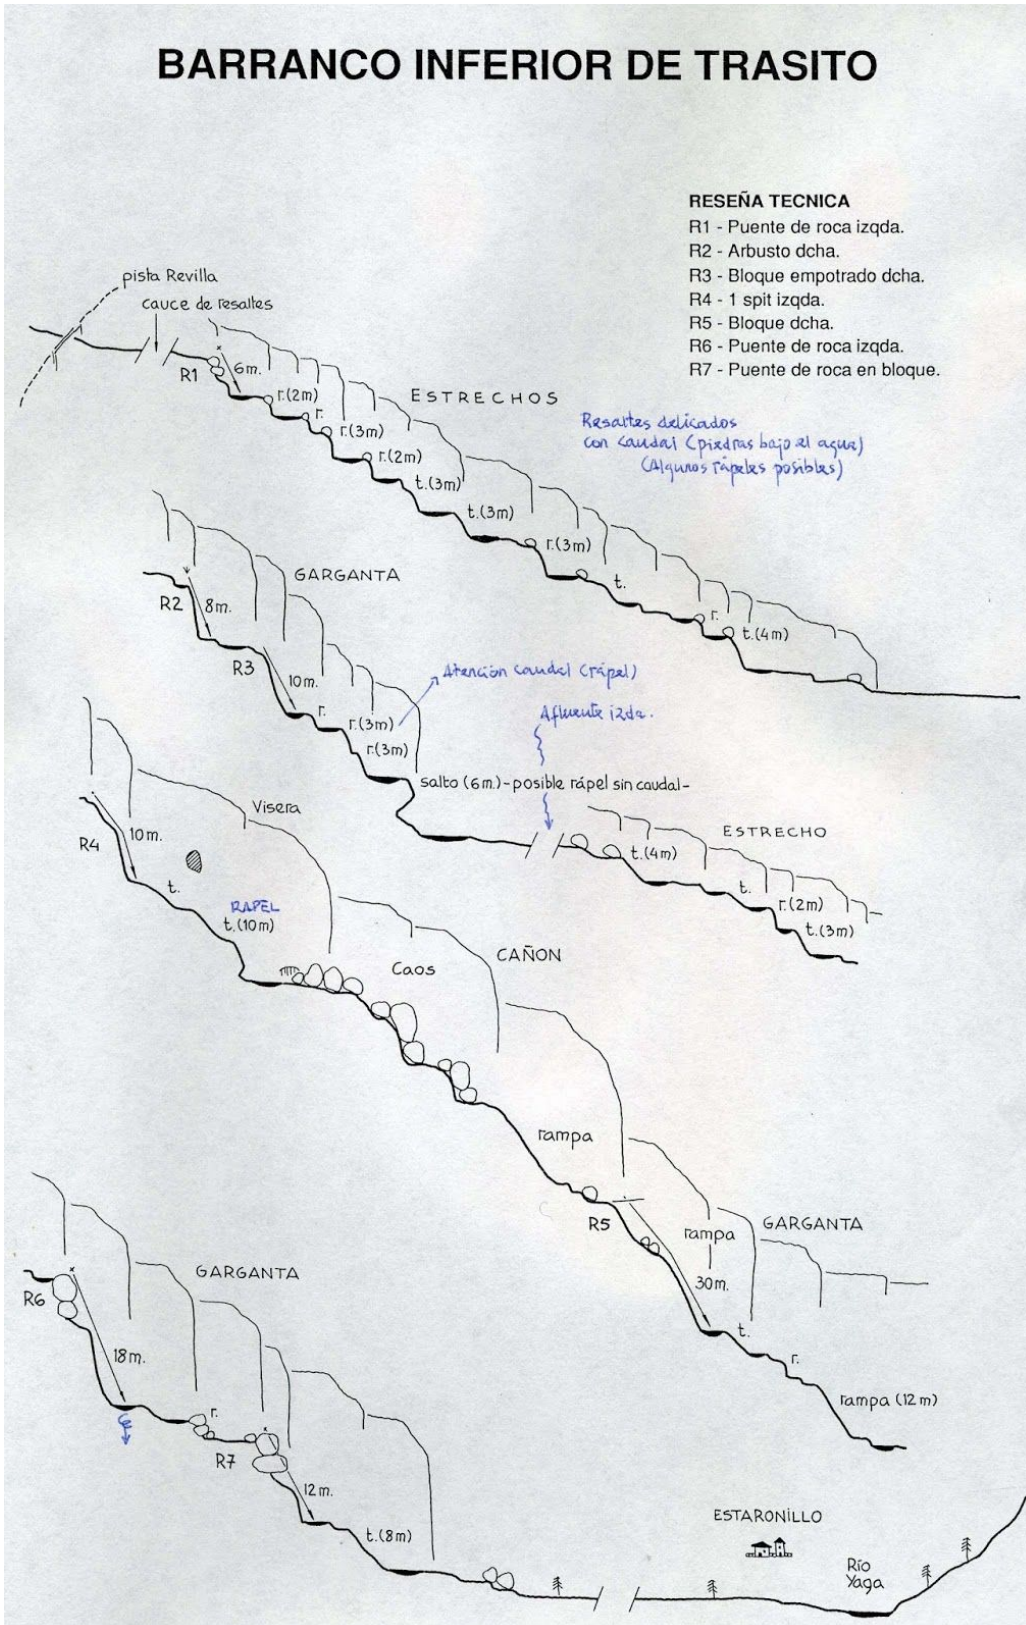 BARRANCO INFERIOR DE TRASITO
RESEÑA TECNICA
R1 - Puente de roca izqda.
R2 - Arbusto dcha.
R3 - Bloque empotrado dcha.
R4 - 1 spit izqda.
R5 - Bloque dcha.
R6 - Puente de roca izqda.
R7 - Puente de roca en bloque.
pista Revilla
cauce de resaltes
R1
6m.
r.(2m)
r.
r.(3m)
r.(2m)
t.(3m)
t.(3m)
r.(3m)
t.
r.
t.(4m)
ESTRECHOS
Resaltes delicados
con caudal (piedras bajo el agua)
(Algunos rápeles posibles)
GARGANTA
R2
8m.
R3
10m.
r.
r.(3m)
r.(3m)
Atención caudal (rápel)
Afluente izda.
salto (6m.)-posible rápel sin caudal-
ESTRECHO
t.(4m)
t.
r.(2m)
t.(3m)
Visera
R4
10m.
t.
RAPEL
t.(10m)
Caos
CAÑON
rampa
R5
rampa
30m.
GARGANTA
t.
r.
rampa (12m)
GARGANTA
R6
18m.
r.
R7
12m.
t.(8m)
ESTARONILLO
Río
Yaga